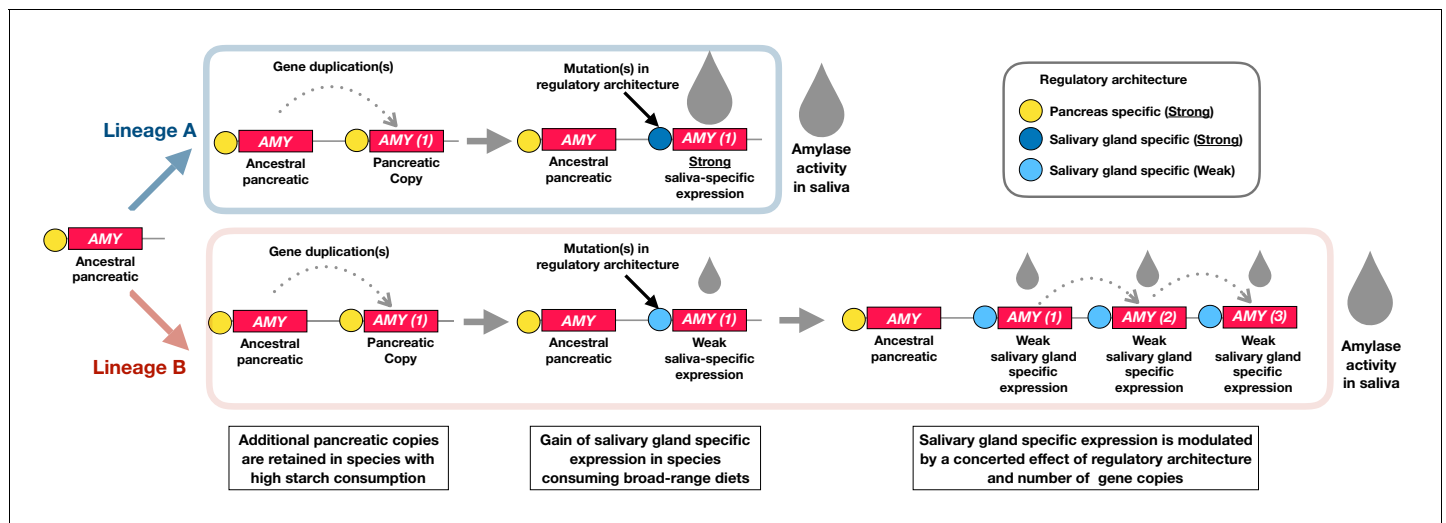 Gene duplication(s)
Mutation(s) in
regulatory architecture
Lineage A
AMY
AMY (1)
AMY
AMY (1)
Ancestral
pancreatic
Pancreatic
Copy
Ancestral
pancreatic
Strong
saliva-specific
expression
Amylase
activity
in saliva
Regulatory architecture
Pancreas specific (Strong)
Salivary gland specific (Strong)
Salivary gland specific (Weak)
AMY
Ancestral
pancreatic
Lineage B
Gene duplication(s)
Mutation(s) in
regulatory architecture
AMY
AMY (1)
AMY
AMY (1)
AMY
AMY (1)
AMY (2)
AMY (3)
Ancestral
pancreatic
Pancreatic
Copy
Ancestral
pancreatic
Weak
saliva-specific
expression
Ancestral
pancreatic
Weak
salivary gland
specific
expression
Weak
salivary gland
specific
expression
Weak
salivary gland
specific
expression
Amylase
activity
in saliva
Additional pancreatic copies
are retained in species with
high starch consumption
Gain of salivary gland specific
expression in species
consuming broad-range diets
Salivary gland specific expression is modulated
by a concerted effect of regulatory architecture
and number of gene copies